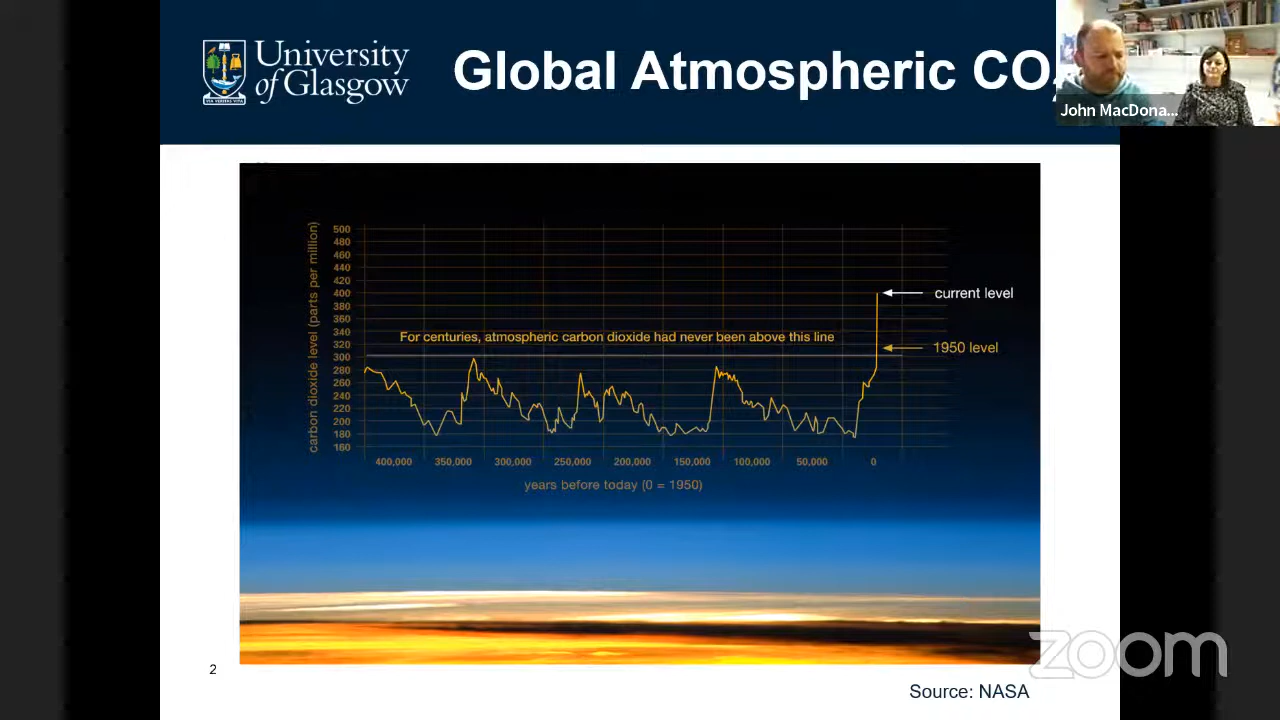 University
of Glasgow
VIA VERITAS VITA
Global Atmospheric CO₂
John MacDona...
carbon dioxide level (parts per million)
500
480
460
440
420
400
380
360
340
320
300
280
260
240
220
200
180
160
For centuries, atmospheric carbon dioxide had never been above this line
current level
1950 level
400,000 350,000 300,000 250,000 200,000 150,000 100,000 50,000 0
years before today (0 = 1950)
2
zoom
Source: NASA